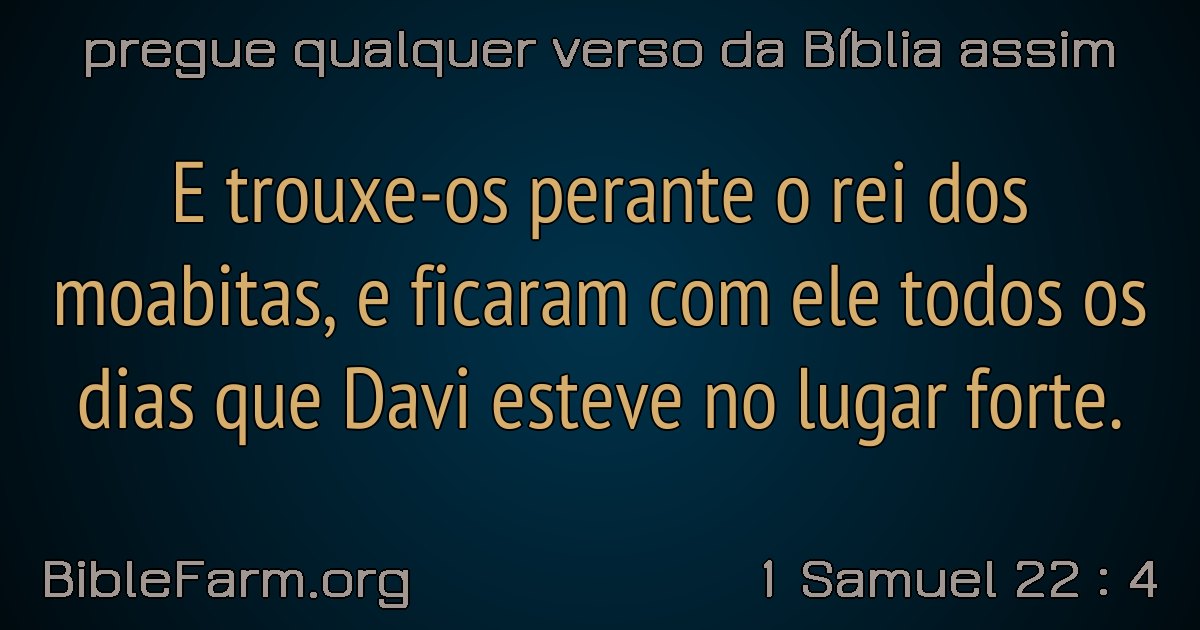 pregue qualquer verso da Bíblia assim
E trouxe-os perante o rei dos
moabitas, e ficaram com ele todos os
dias que Davi esteve no lugar forte.
BibleFarm.org
1 Samuel 22 : 4